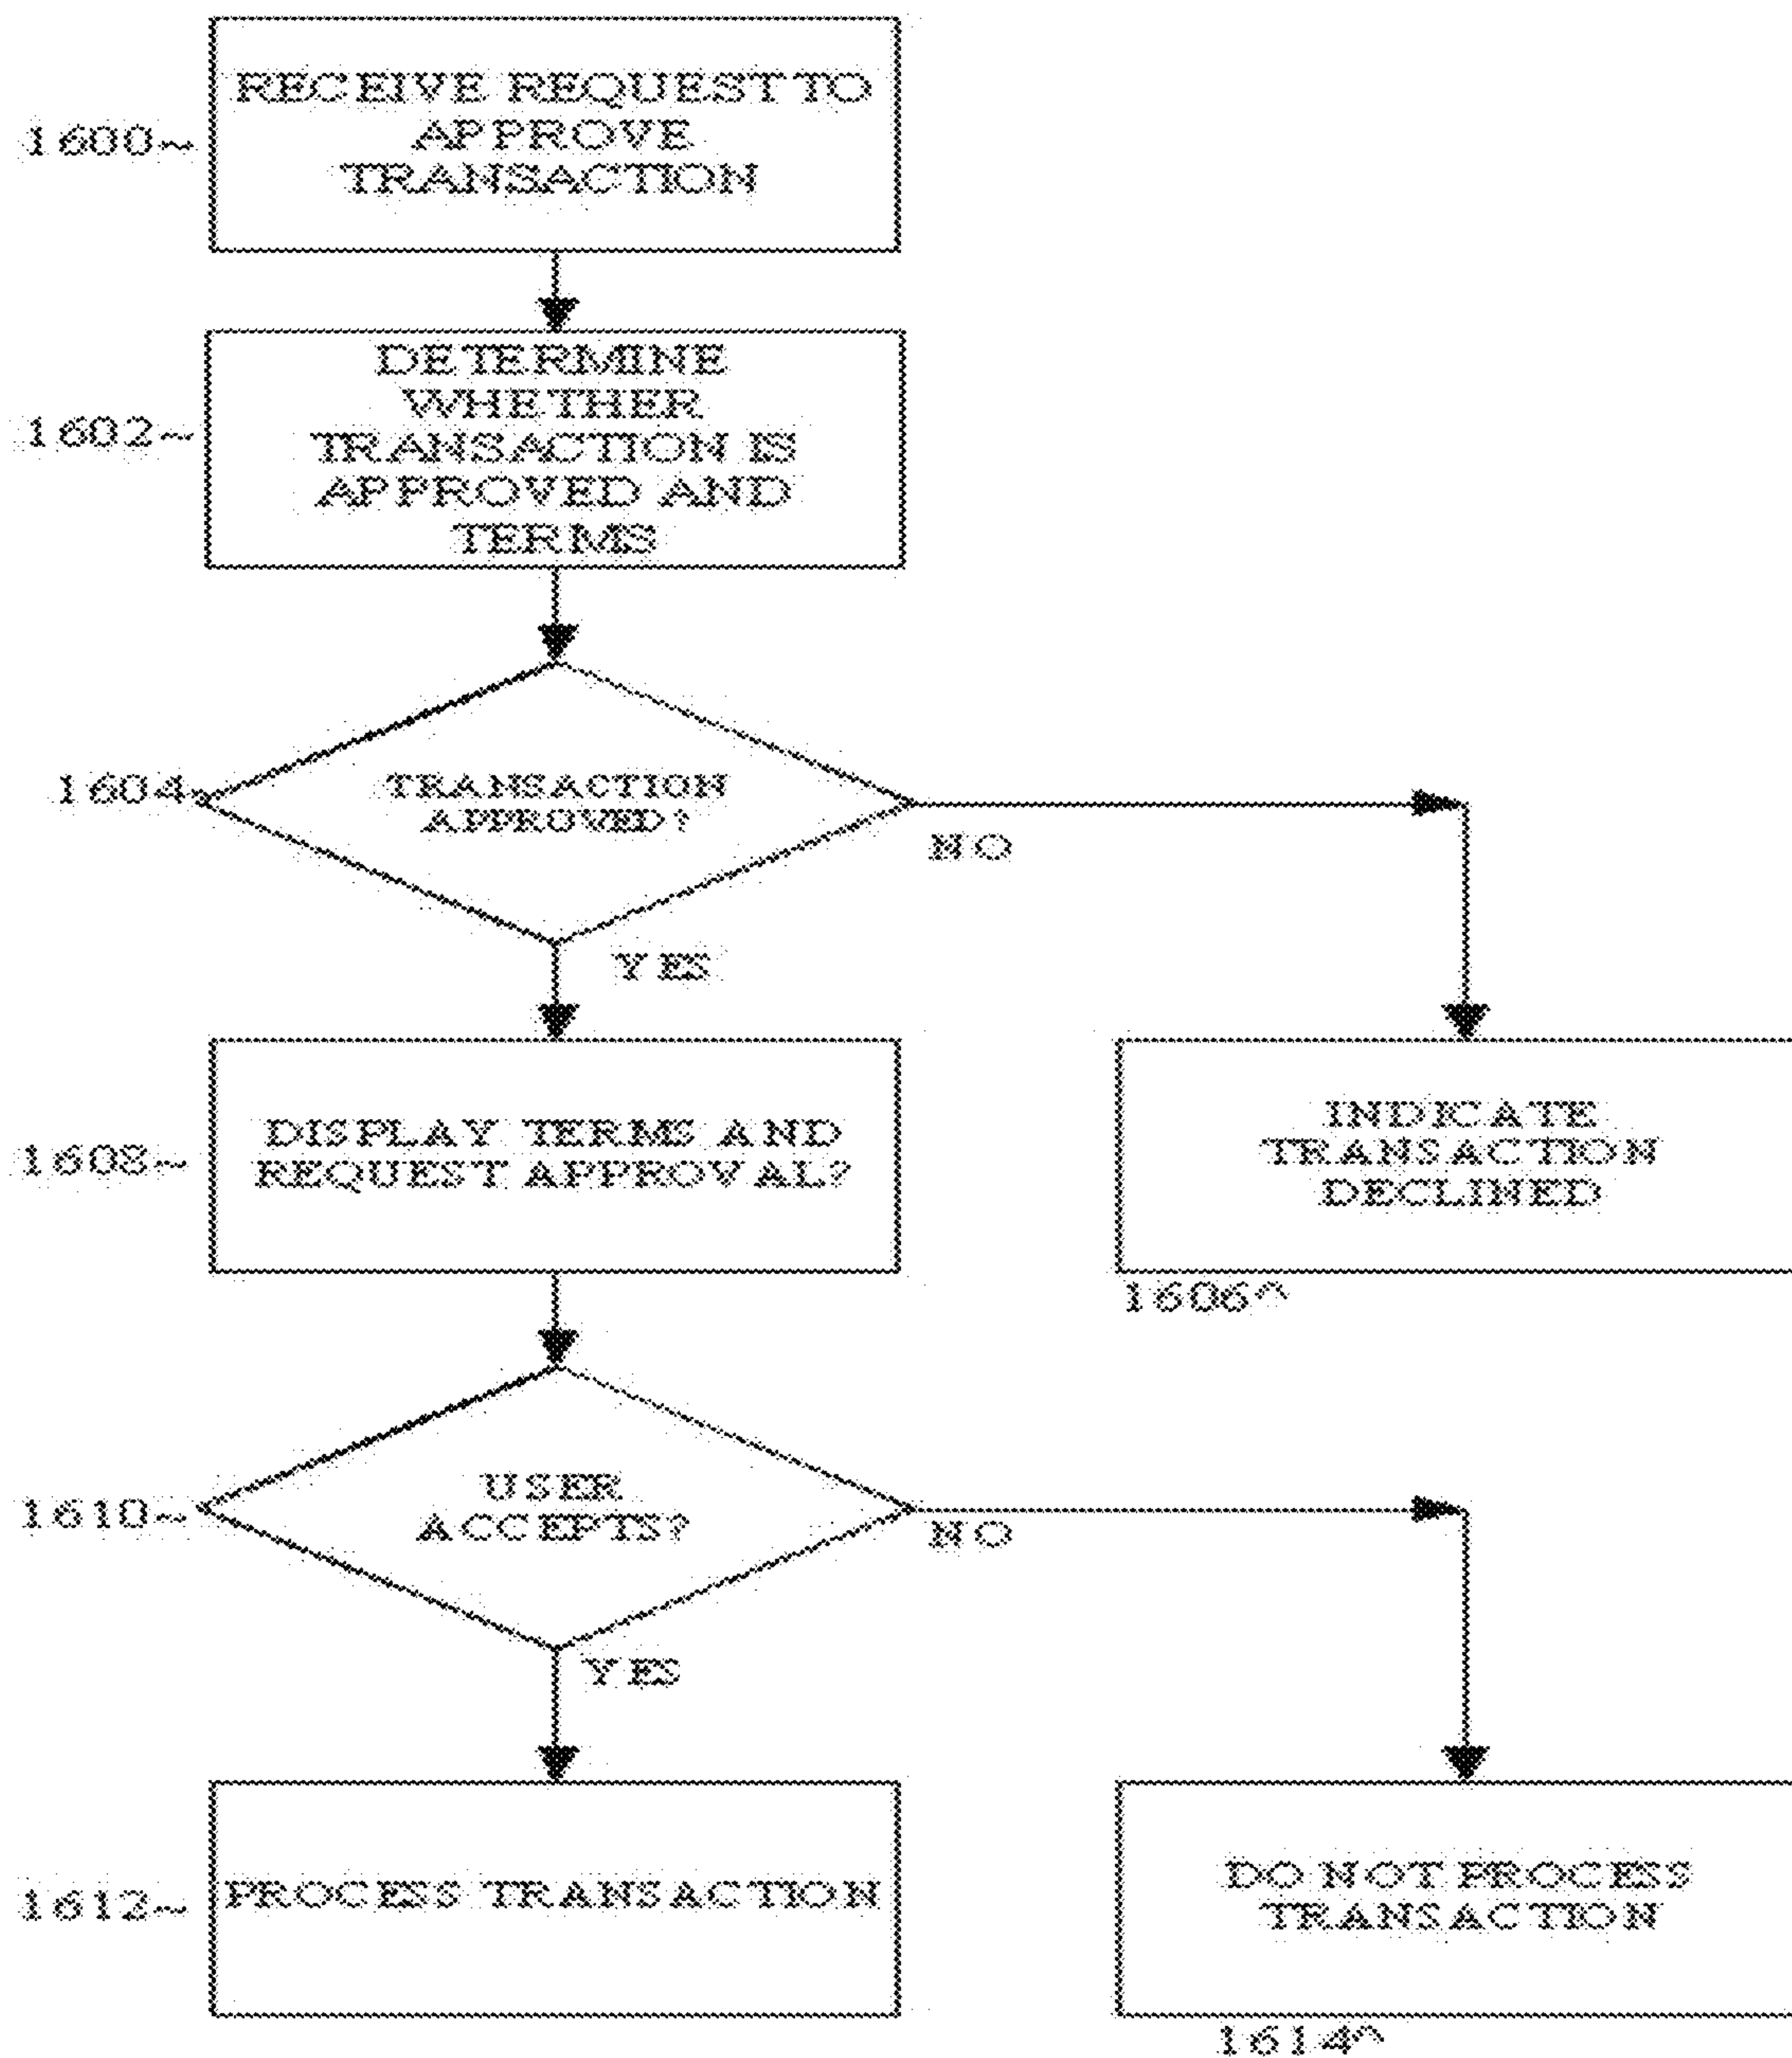 RECEIVE REQUEST TO
APPROVE
TRANSACTION
1600~
DETERMINE
WHETHER
TRANSACTION IS
APPROVED AND
TERMS
1602~
TRANSACTION
APPROVED?
1604~
NO
YES
DISPLAY TERMS AND
REQUEST APPROVAL?
1608~
INDICATE
TRANSACTION
DECLINED
1606^
USER
ACCEPTS?
1610~
NO
YES
PROCESS TRANSACTION
1612~
DO NOT PROCESS
TRANSACTION
1614^